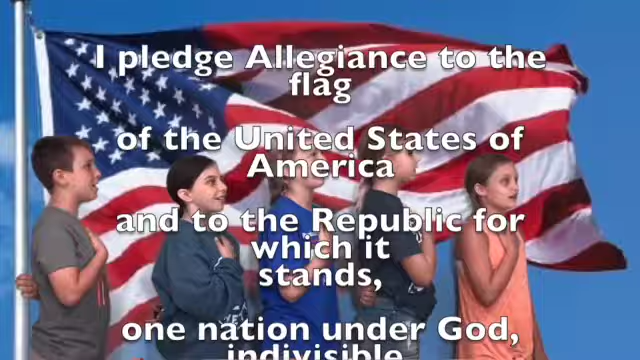 I pledge Allegiance to the
flag
of the United States of
America
and to the Republic for
which it
stands,
one nation under God,
indivisible